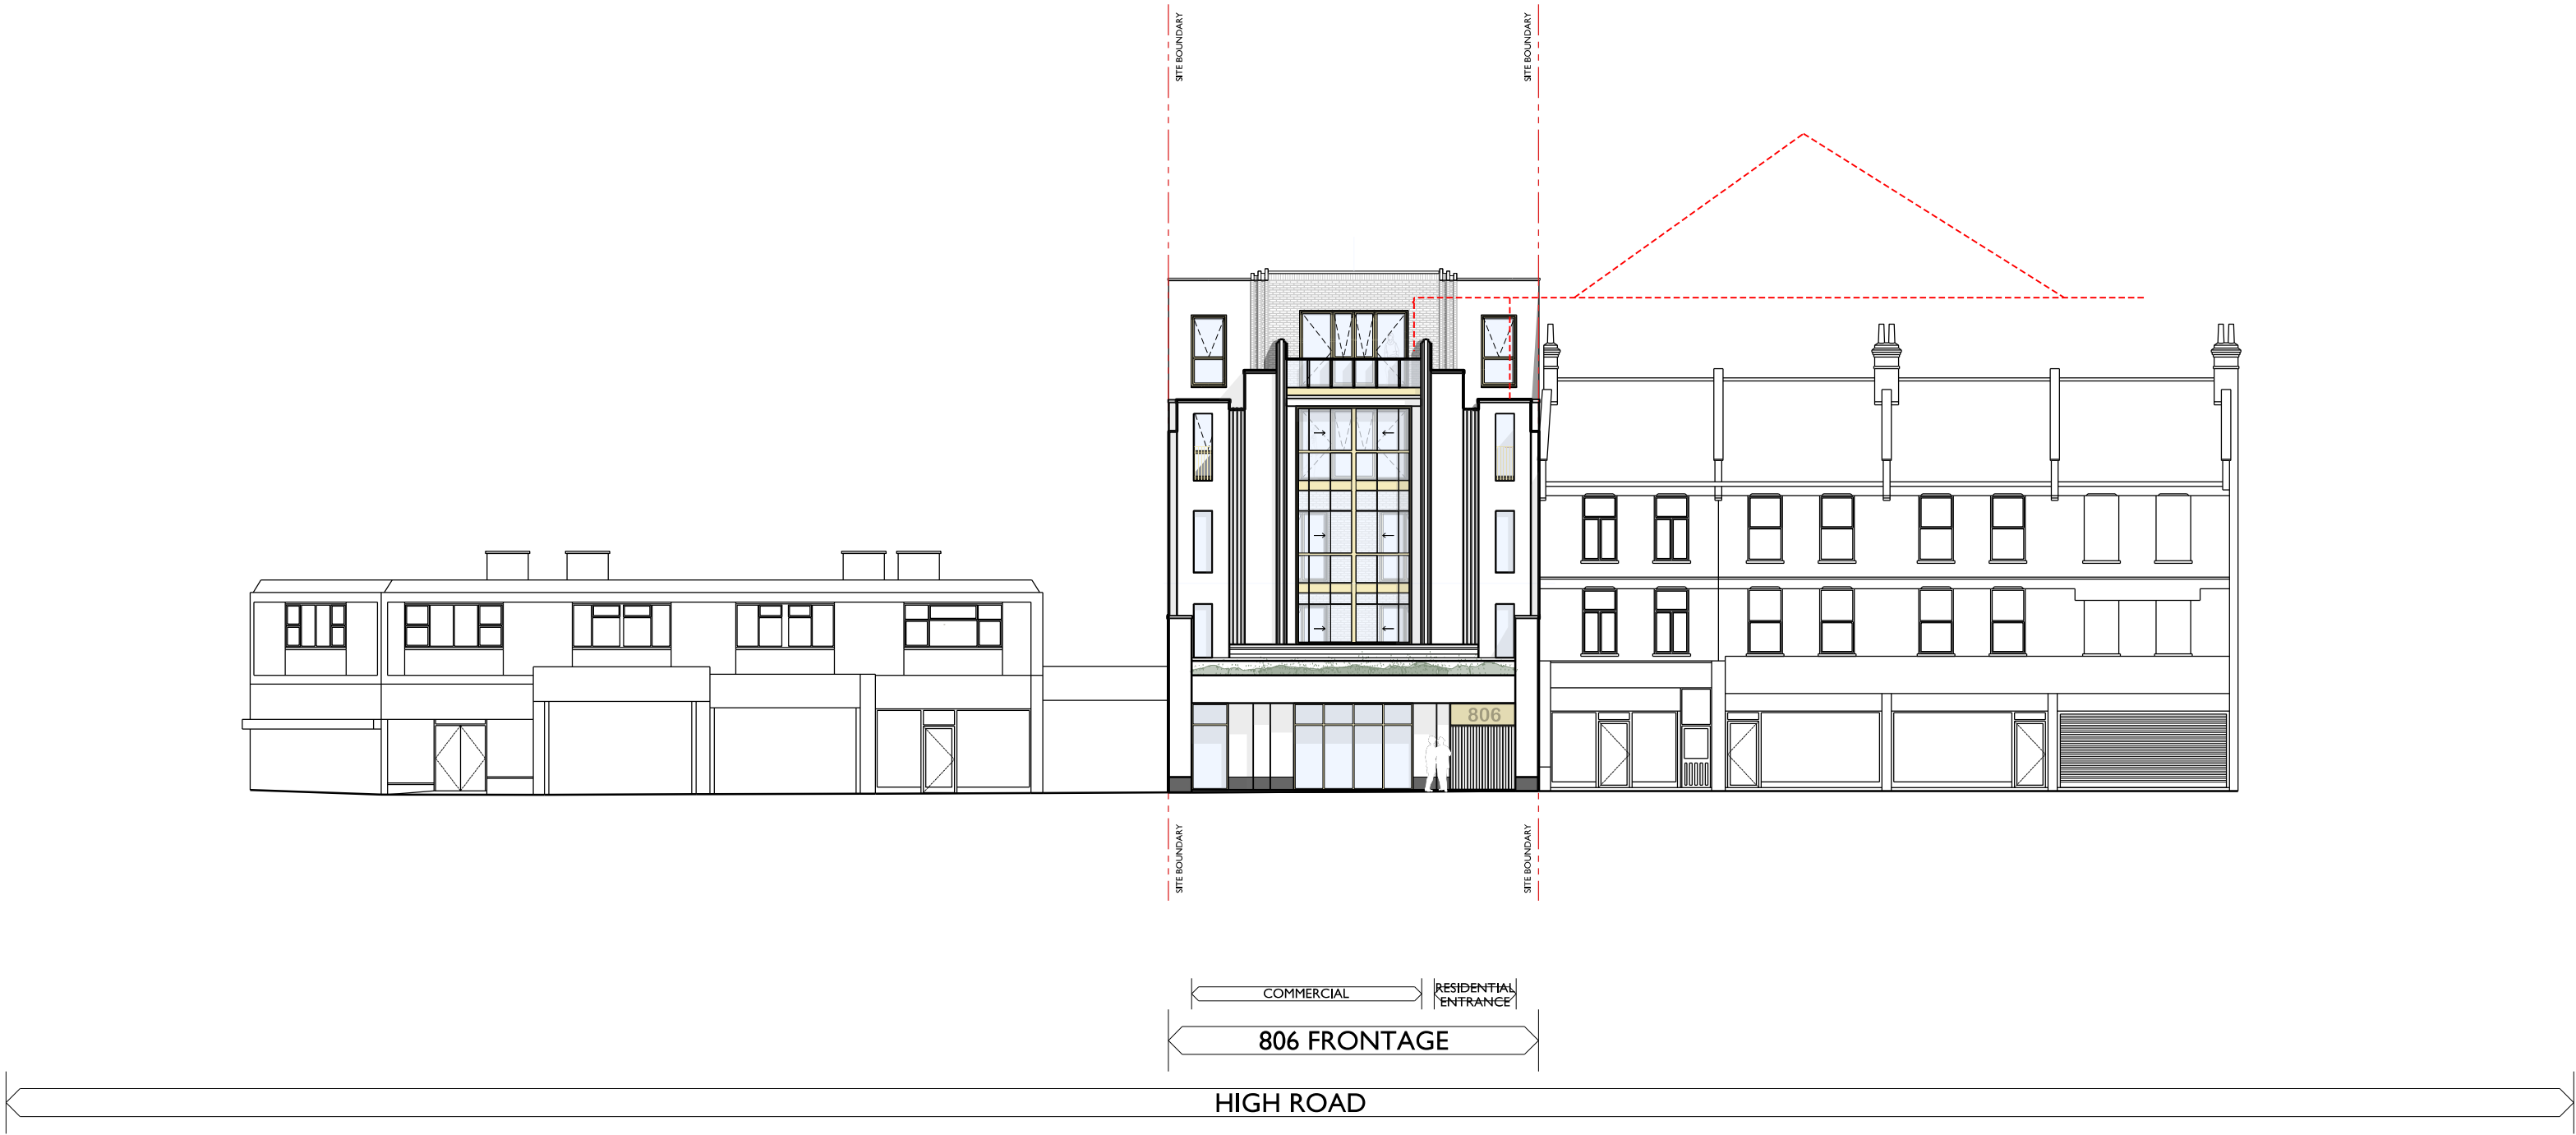 SITE BOUNDARY
SITE BOUNDARY
806
SITE BOUNDARY
SITE BOUNDARY
COMMERCIAL
RESIDENTIAL
ENTRANCE
806 FRONTAGE
HIGH ROAD